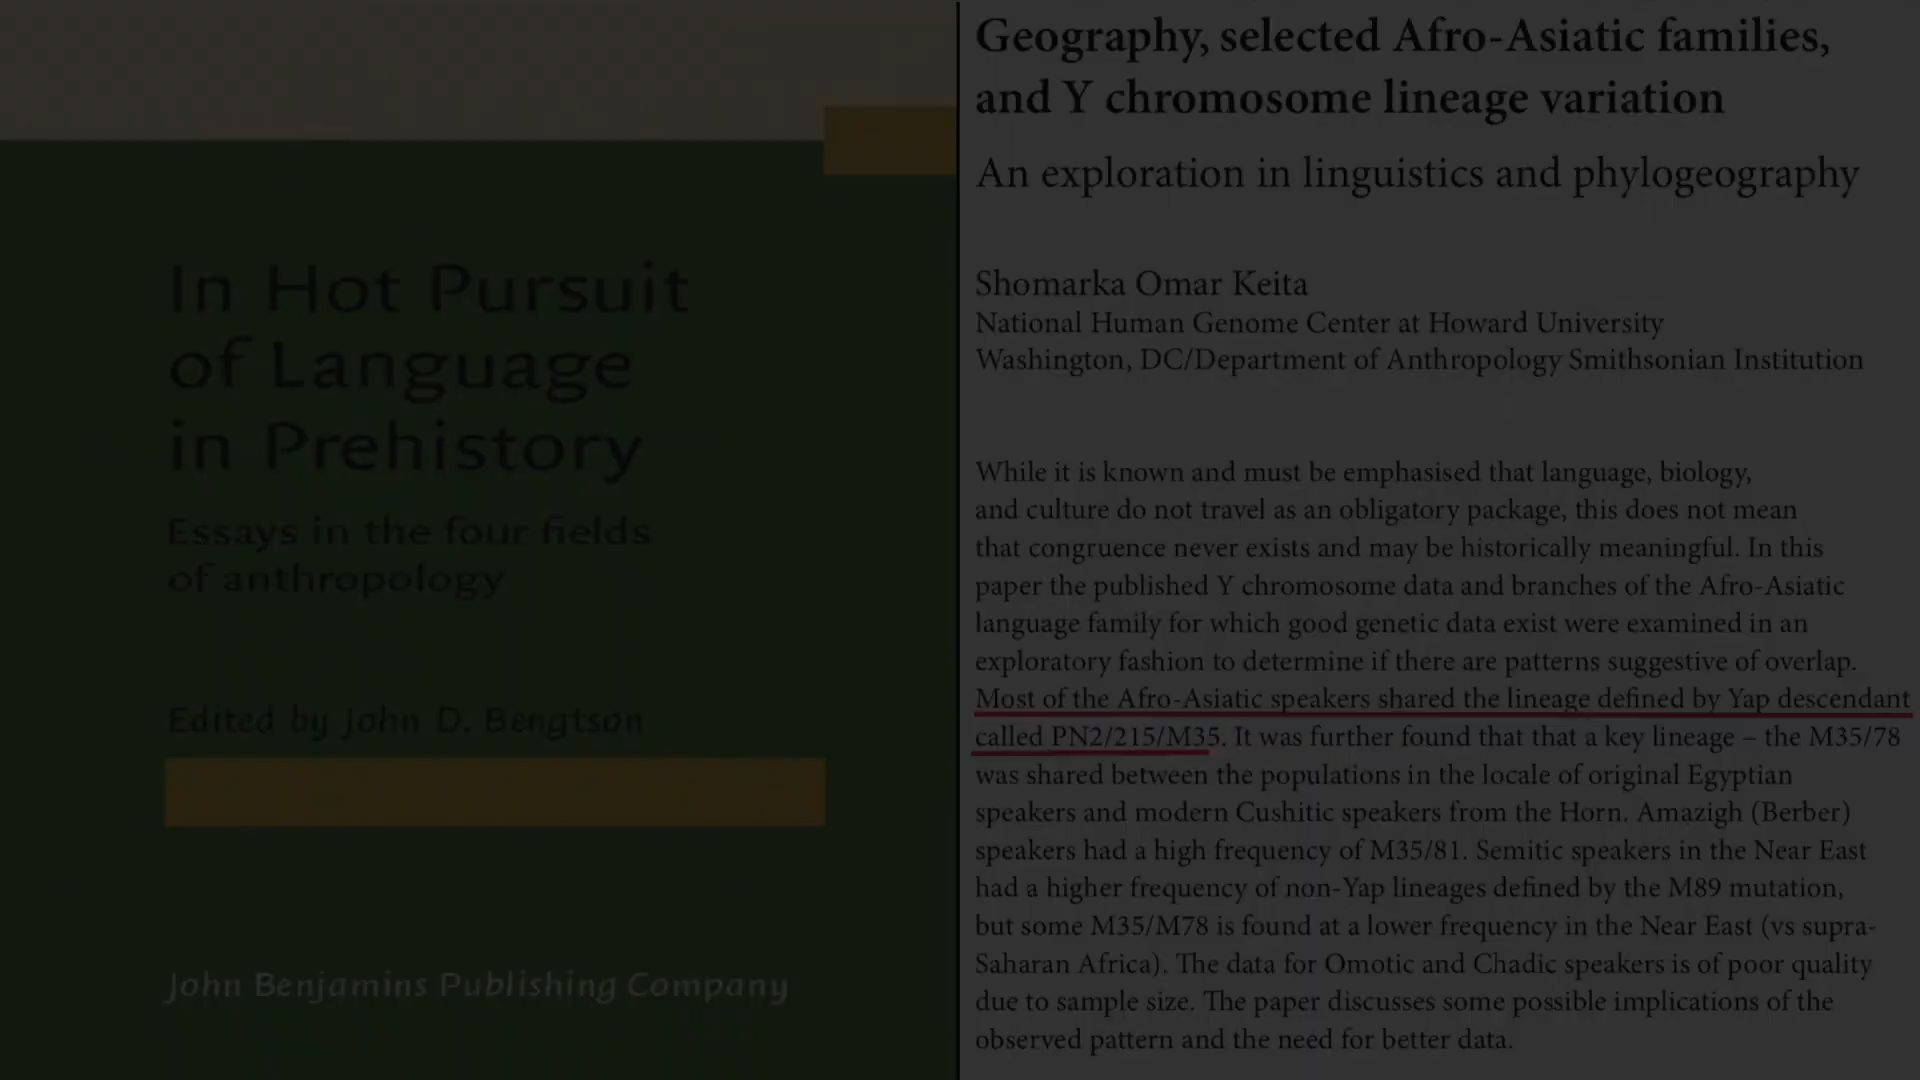 In Hot Pursuit
of Language
in Prehistory
Essays in the four fields
of anthropology
Edited by John D. Bengtson
John Benjamins Publishing Company
Geography, selected Afro-Asiatic families,
and Y chromosome lineage variation
An exploration in linguistics and phylogeography
Shomarka Omar Keita
National Human Genome Center at Howard University
Washington, DC/Department of Anthropology Smithsonian Institution
While it is known and must be emphasised that language, biology,
and culture do not travel as an obligatory package, this does not mean
that congruence never exists and may be historically meaningful. In this
paper the published Y chromosome data and branches of the Afro-Asiatic
language family for which good genetic data exist were examined in an
exploratory fashion to determine if there are patterns suggestive of overlap.
Most of the Afro-Asiatic speakers shared the lineage defined by Yap descendant
called PN2/215/M35. It was further found that that a key lineage – the M35/78
was shared between the populations in the locale of original Egyptian
speakers and modern Cushitic speakers from the Horn. Amazigh (Berber)
speakers had a high frequency of M35/81. Semitic speakers in the Near East
had a higher frequency of non-Yap lineages defined by the M89 mutation,
but some M35/M78 is found at a lower frequency in the Near East (vs supra-
Saharan Africa). The data for Omotic and Chadic speakers is of poor quality
due to sample size. The paper discusses some possible implications of the
observed pattern and the need for better data.